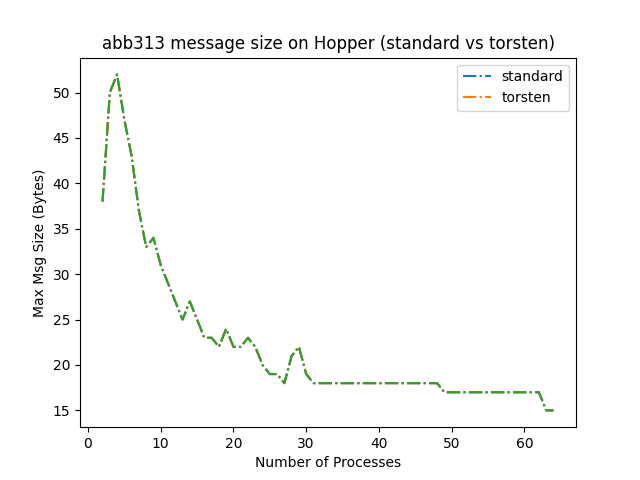 abb313 message size on Hopper (standard vs torsten)
standard
torsten
Max Msg Size (Bytes)
50
45
40
35
30
25
20
15
0 10 20 30 40 50 60
Number of Processes